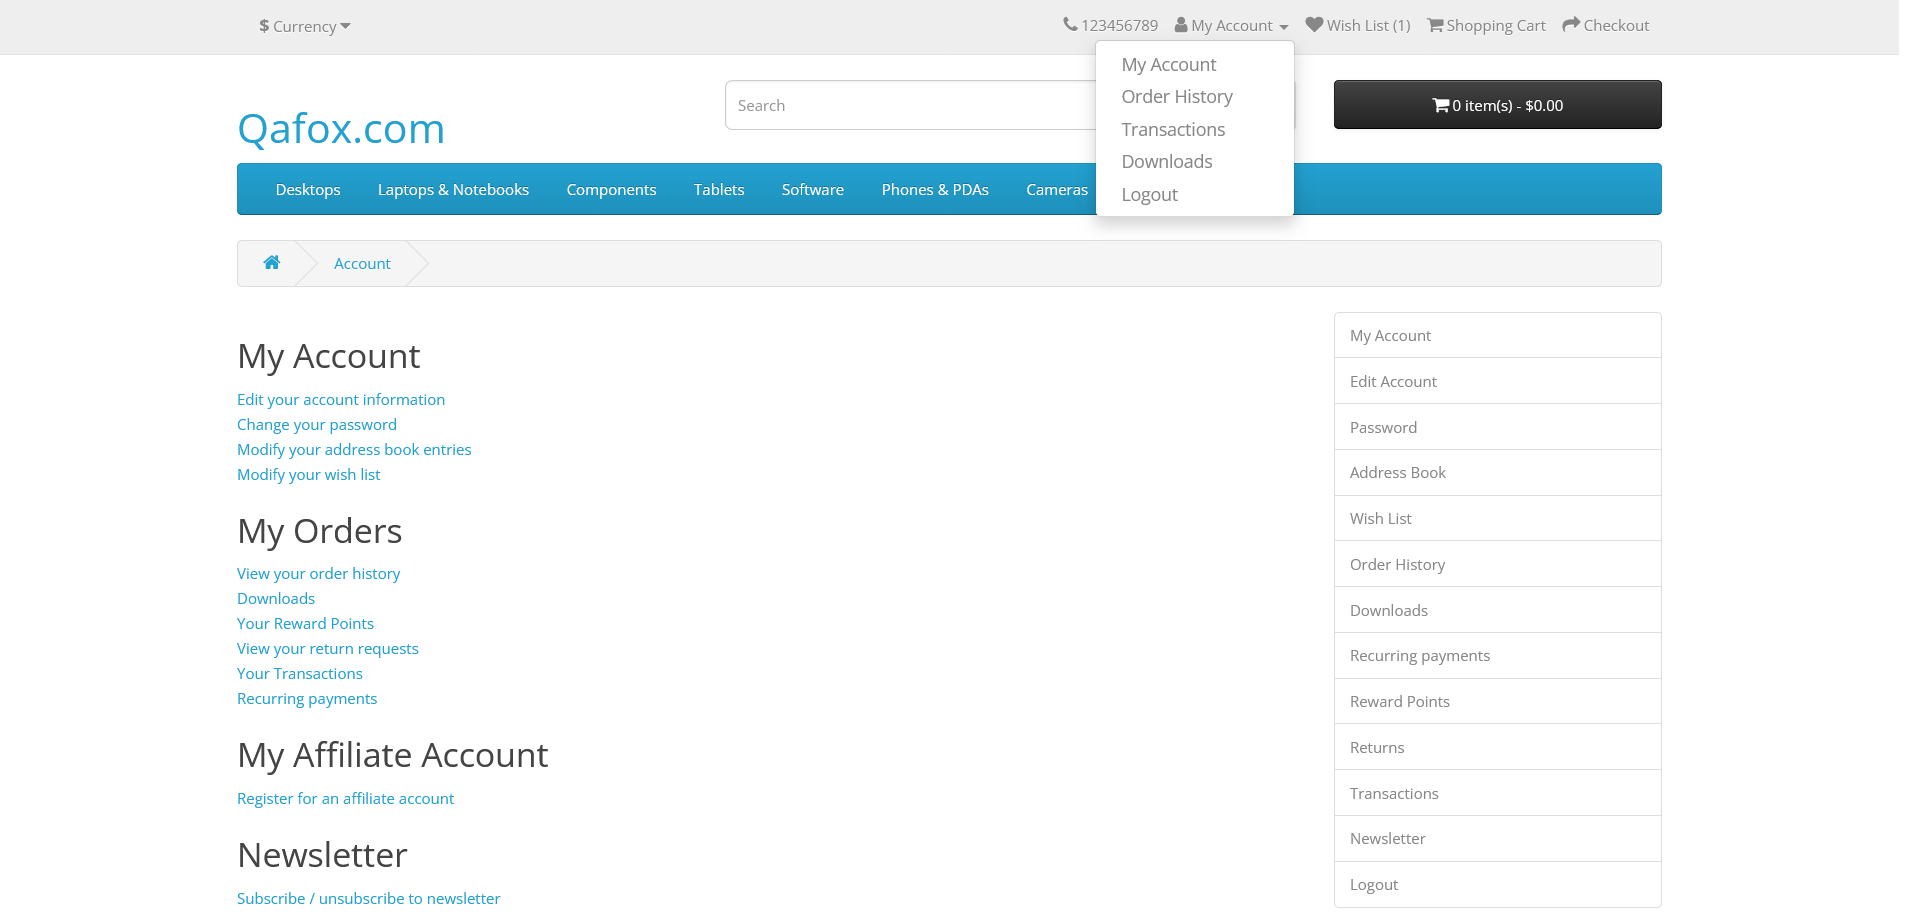 $ Currency
123456789 My Account Wish List (1) Shopping Cart Checkout
My Account
Order History
Transactions
Downloads
Logout
Qafox.com
Search
0 item(s) - $0.00
Desktops Laptops & Notebooks Components Tablets Software Phones & PDAs Cameras
Account
My Account
Edit your account information
Change your password
Modify your address book entries
Modify your wish list
My Orders
View your order history
Downloads
Your Reward Points
View your return requests
Your Transactions
Recurring payments
My Affiliate Account
Register for an affiliate account
Newsletter
Subscribe / unsubscribe to newsletter
My Account
Edit Account
Password
Address Book
Wish List
Order History
Downloads
Recurring payments
Reward Points
Returns
Transactions
Newsletter
Logout